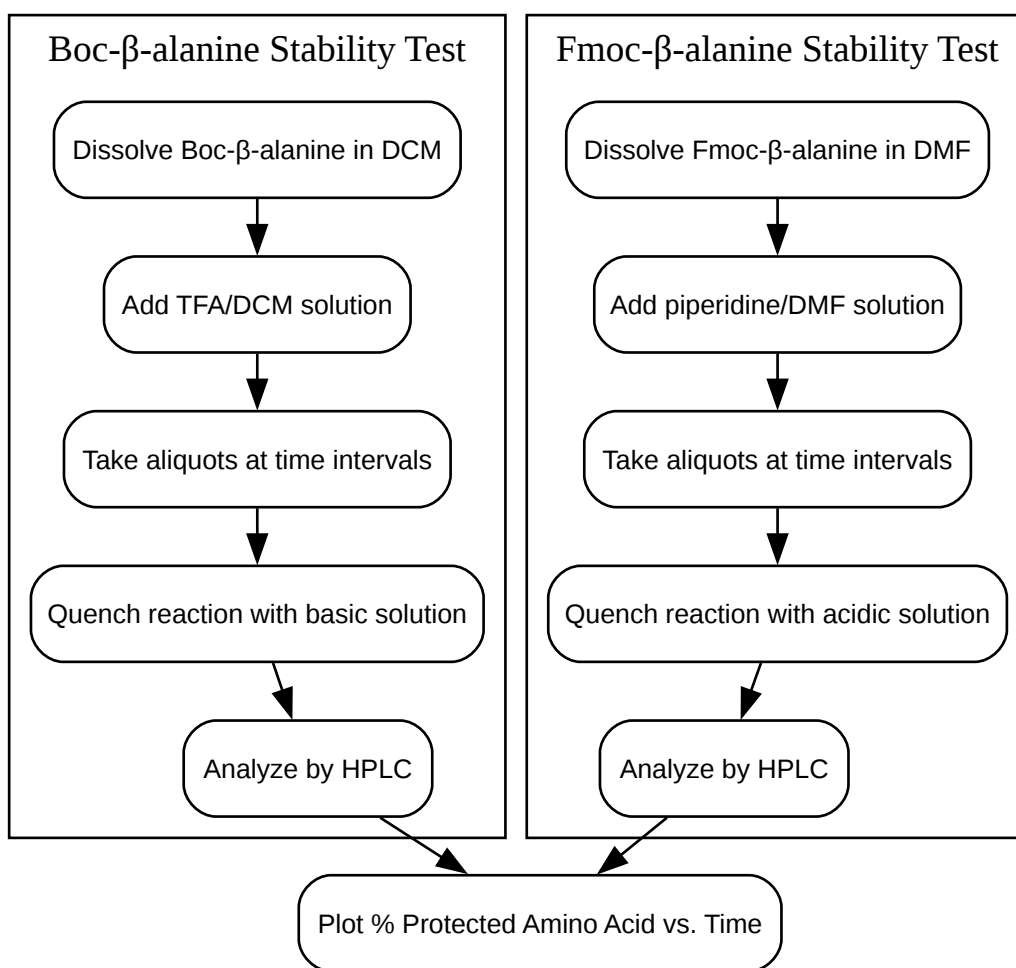 Boc-β-alanine Stability Test
Dissolve Boc-β-alanine in DCM
Add TFA/DCM solution
Take aliquots at time intervals
Quench reaction with basic solution
Analyze by HPLC
Fmoc-β-alanine Stability Test
Dissolve Fmoc-β-alanine in DMF
Add piperidine/DMF solution
Take aliquots at time intervals
Quench reaction with acidic solution
Analyze by HPLC
Plot % Protected Amino Acid vs. Time